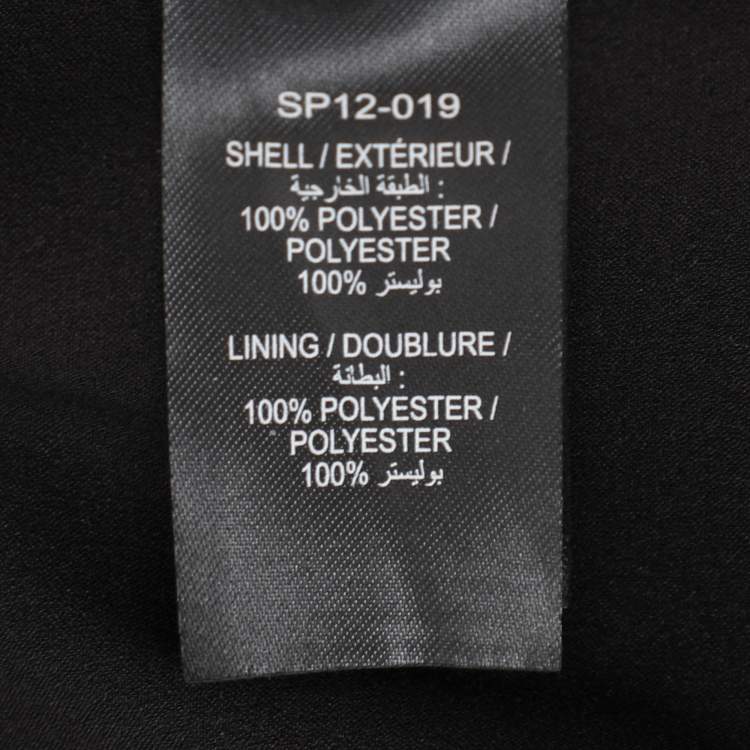 SP12-019
SHELL / EXTÉRIEUR /
الطبقة الخارجية :
100% POLYESTER /
POLYESTER
100% بوليستر
LINING / DOUBLURE /
البطانة :
100% POLYESTER /
POLYESTER
100% بوليستر